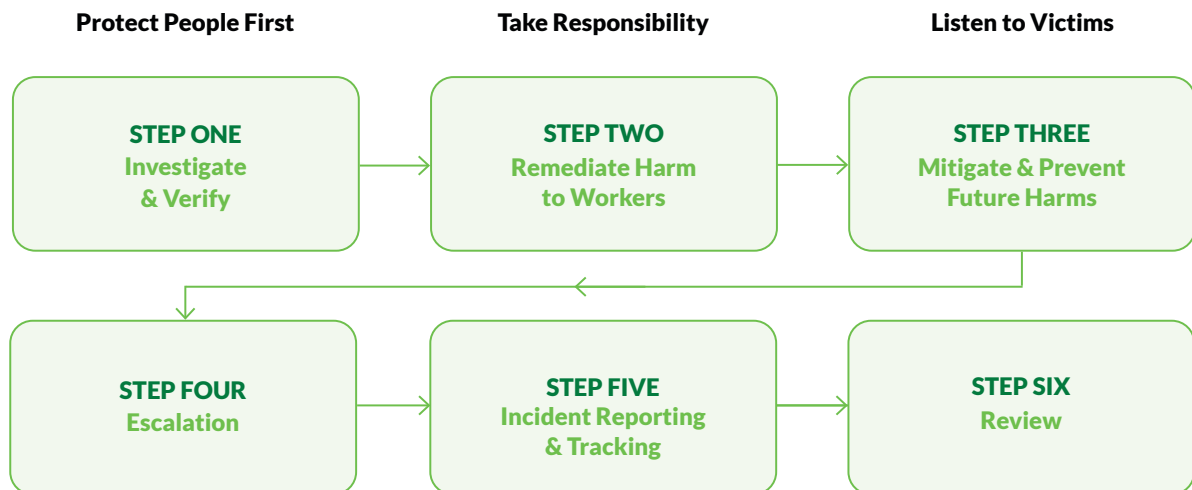 Protect People First
Take Responsibility
Listen to Victims
STEP ONE
Investigate
& Verify
STEP TWO
Remediate Harm
to Workers
STEP THREE
Mitigate & Prevent
Future Harms
STEP FOUR
Escalation
STEP FIVE
Incident Reporting
& Tracking
STEP SIX
Review